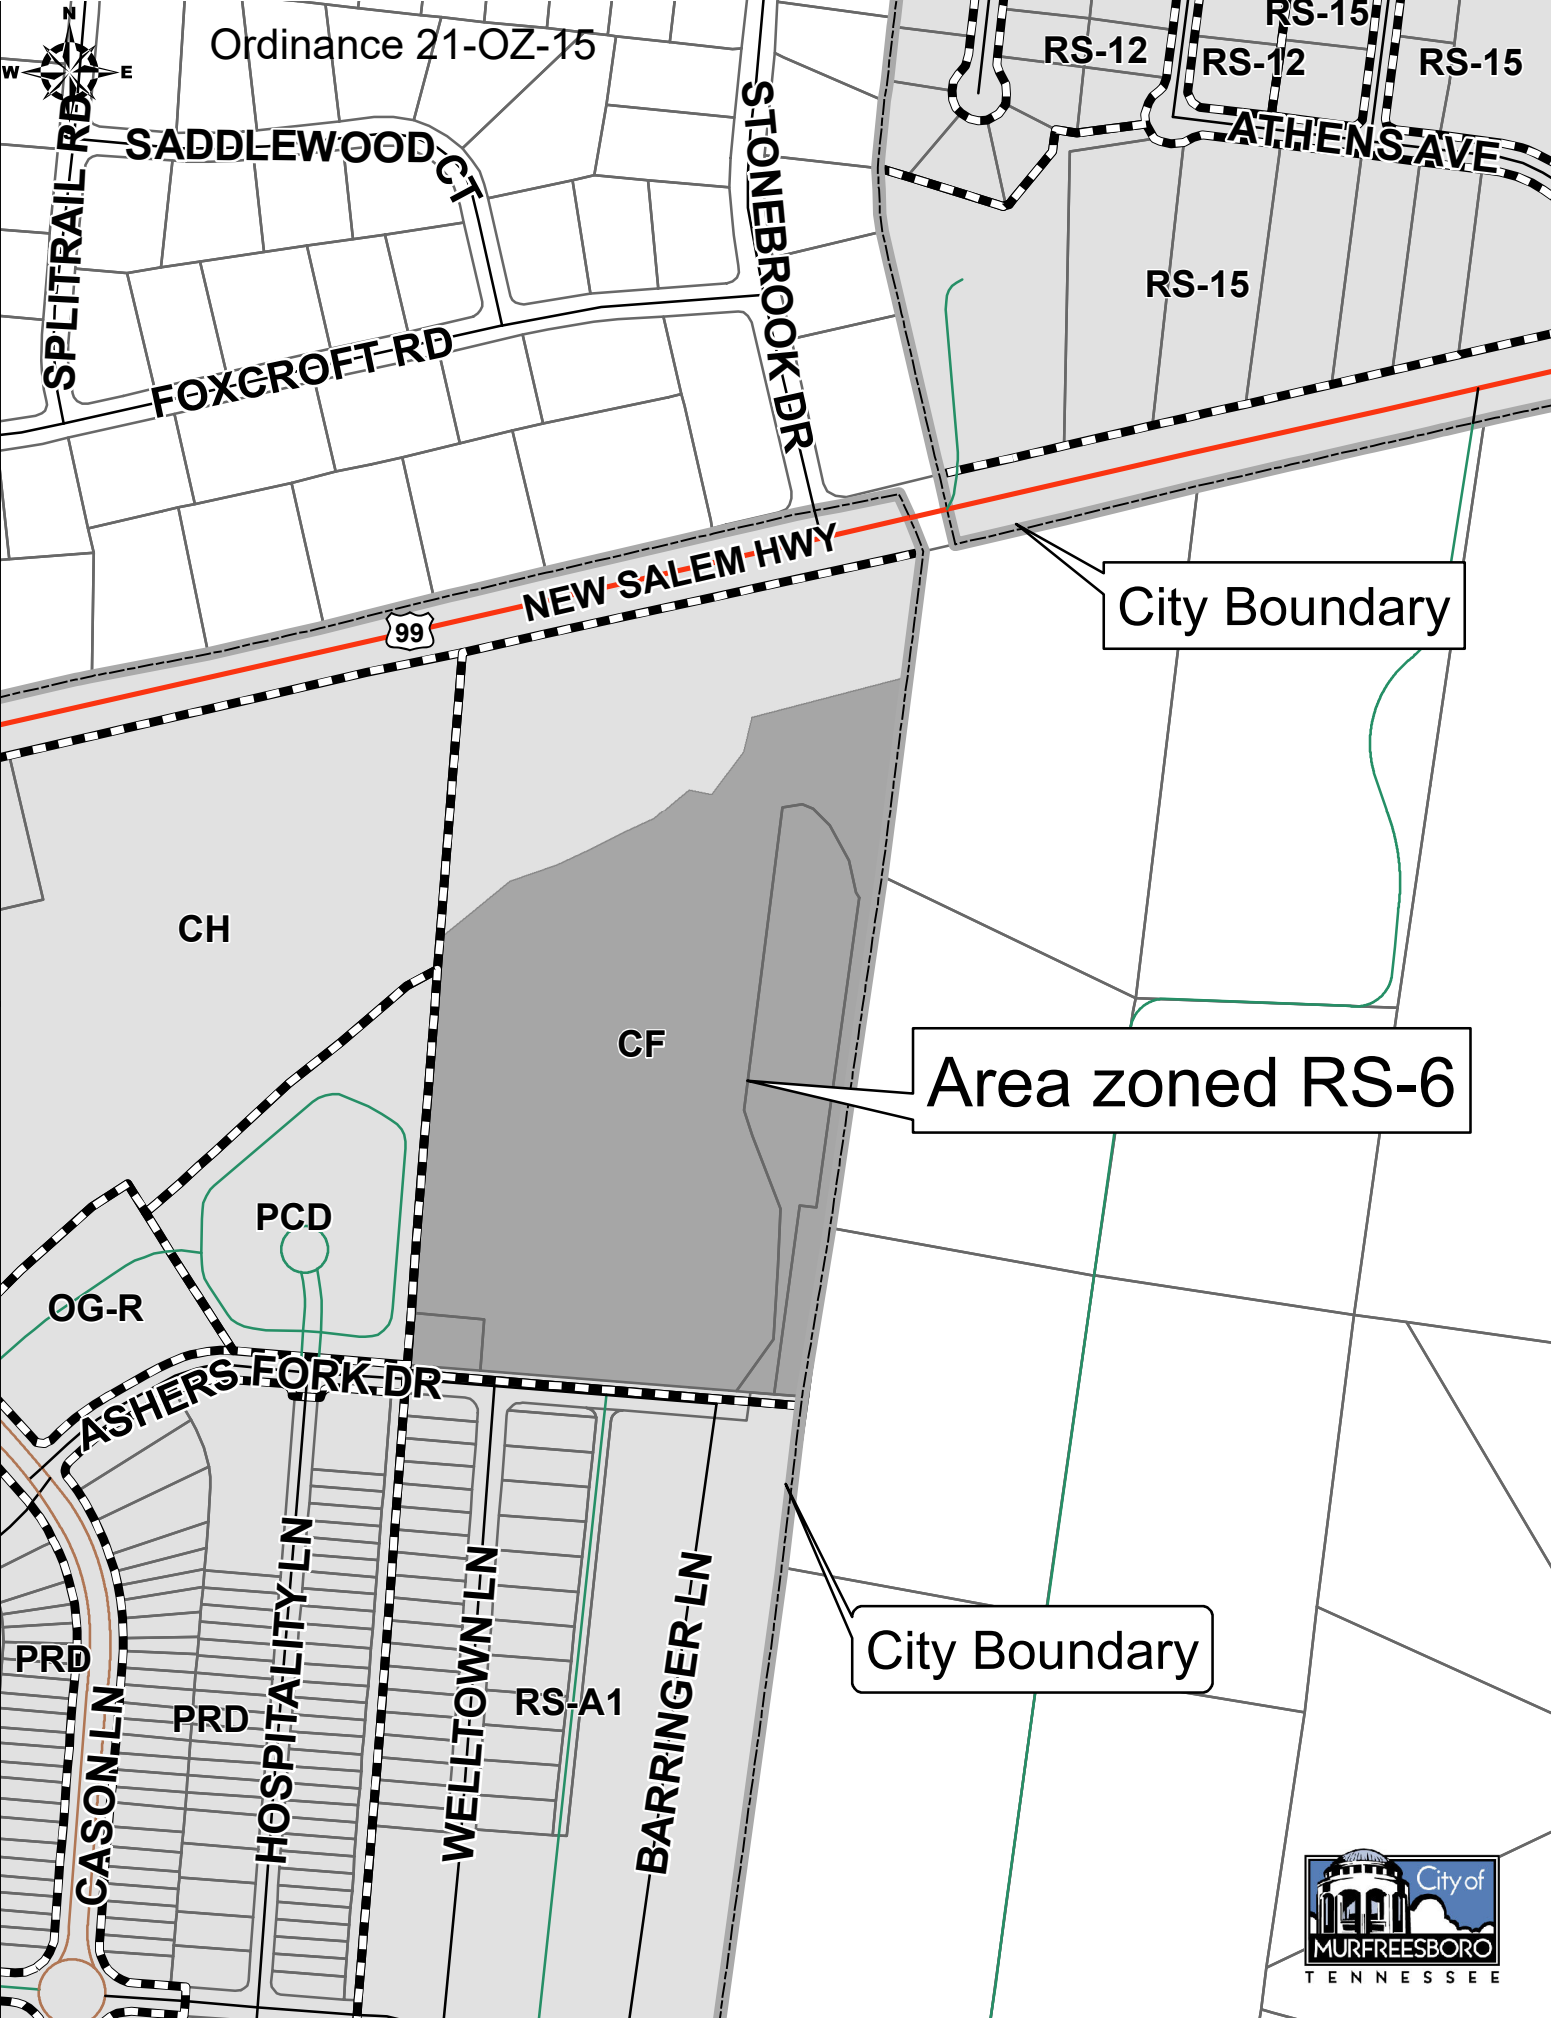 N
W
E
Ordinance 21-OZ-15
RS-15
RS-12
RS-12
RS-15
SPLITRAIL RD
SADDLEWOOD CT
STONEBROOK DR
ATHENS AVE
RS-15
FOXCROFT RD
NEW SALEM HWY
99
City Boundary
CH
CF
Area zoned RS-6
PCD
OG-R
ASHERS FORK DR
City Boundary
PRD
PRD
RS-A1
CASON LN
HOSPITALITY LN
WELLTOWN LN
BARRINGER LN
City of
MURFREESBORO
TENNESSEE